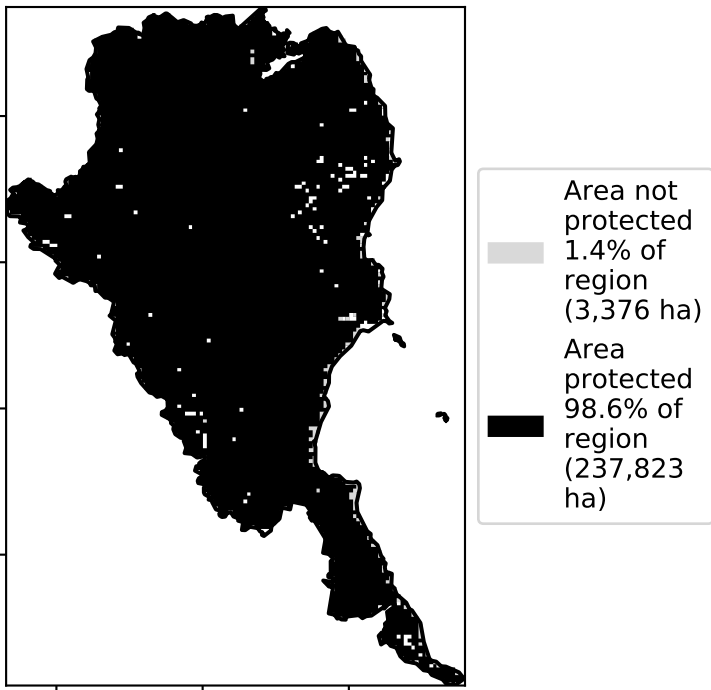 Area not
protected
1.4% of
region
(3,376 ha)
Area
protected
98.6% of
region
(237,823
ha)